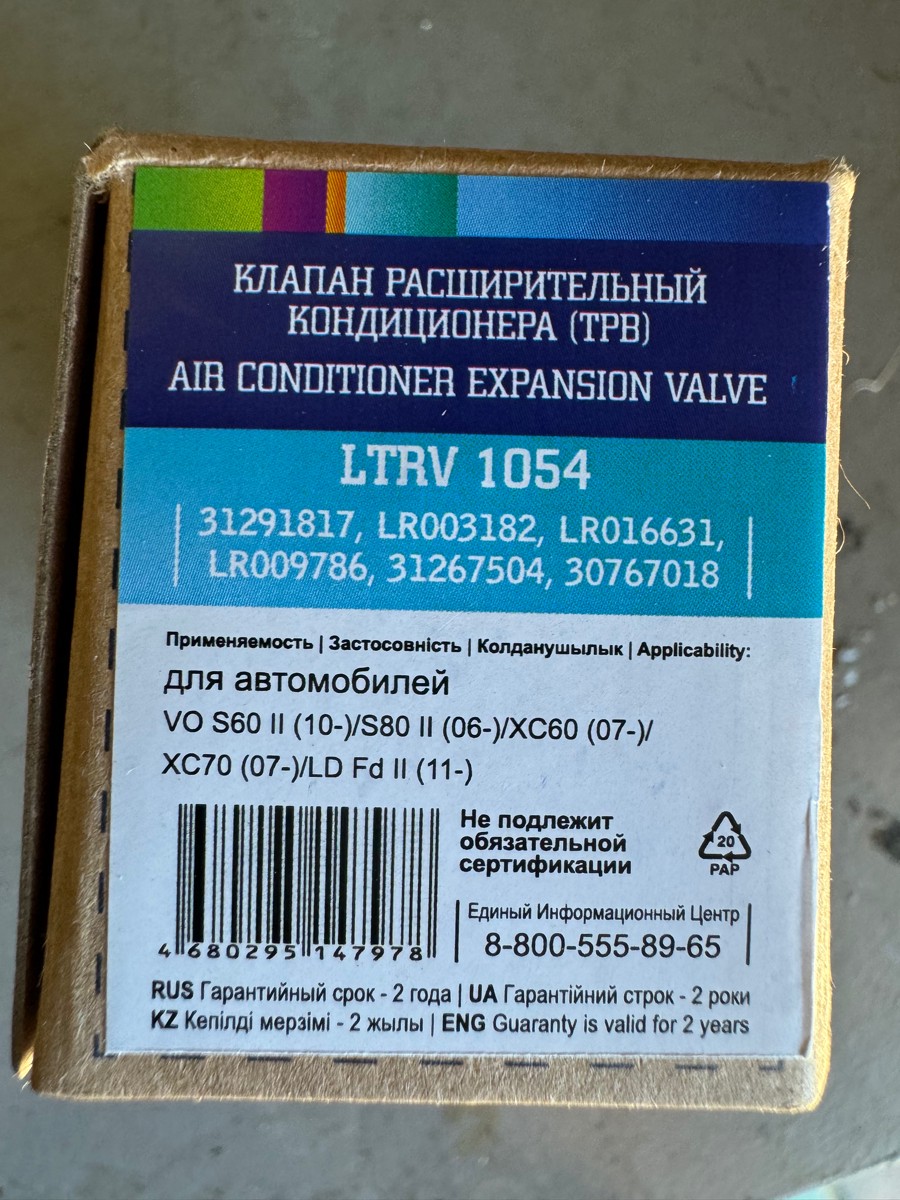 КЛАПАН РАСШИРИТЕЛЬНЫЙ
КОНДИЦИОНЕРА (ТРВ)
AIR CONDITIONER EXPANSION VALVE
LTRV 1054
31291817, LR003182, LR016631,
LR009786, 31267504, 30767018
Применяемость | Застосовність | Колданушылык | Applicability:
для автомобилей
VO S60 II (10-)/S80 II (06-)/XC60 (07-)/
XC70 (07-)/LD Fd II (11-)
Не подлежит
обязательной
сертификации
20
PAP
Единый Информационный Центр
8-800-555-89-65
4 680295 147978
RUS Гарантийный срок - 2 года | UA Гарантійний строк - 2 роки
KZ Кепілді мерзімі - 2 жылы | ENG Guaranty is valid for 2 years